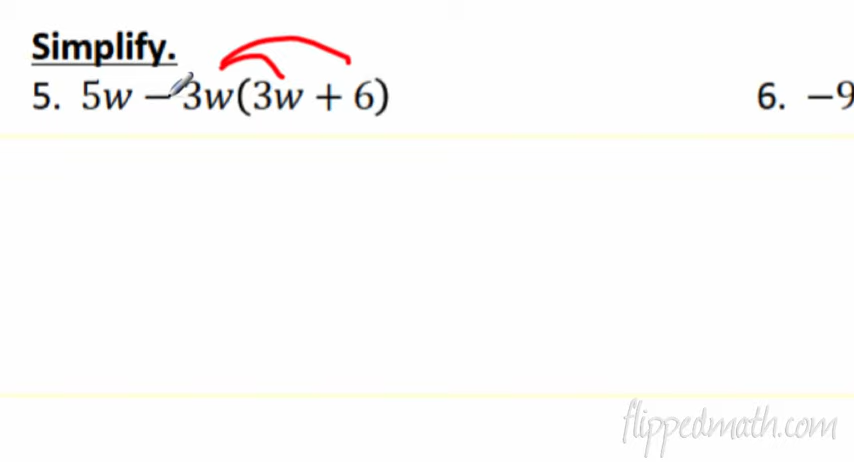 Simplify.
5. 5w − 3w(3w + 6)
6. −9
flippedmath.com